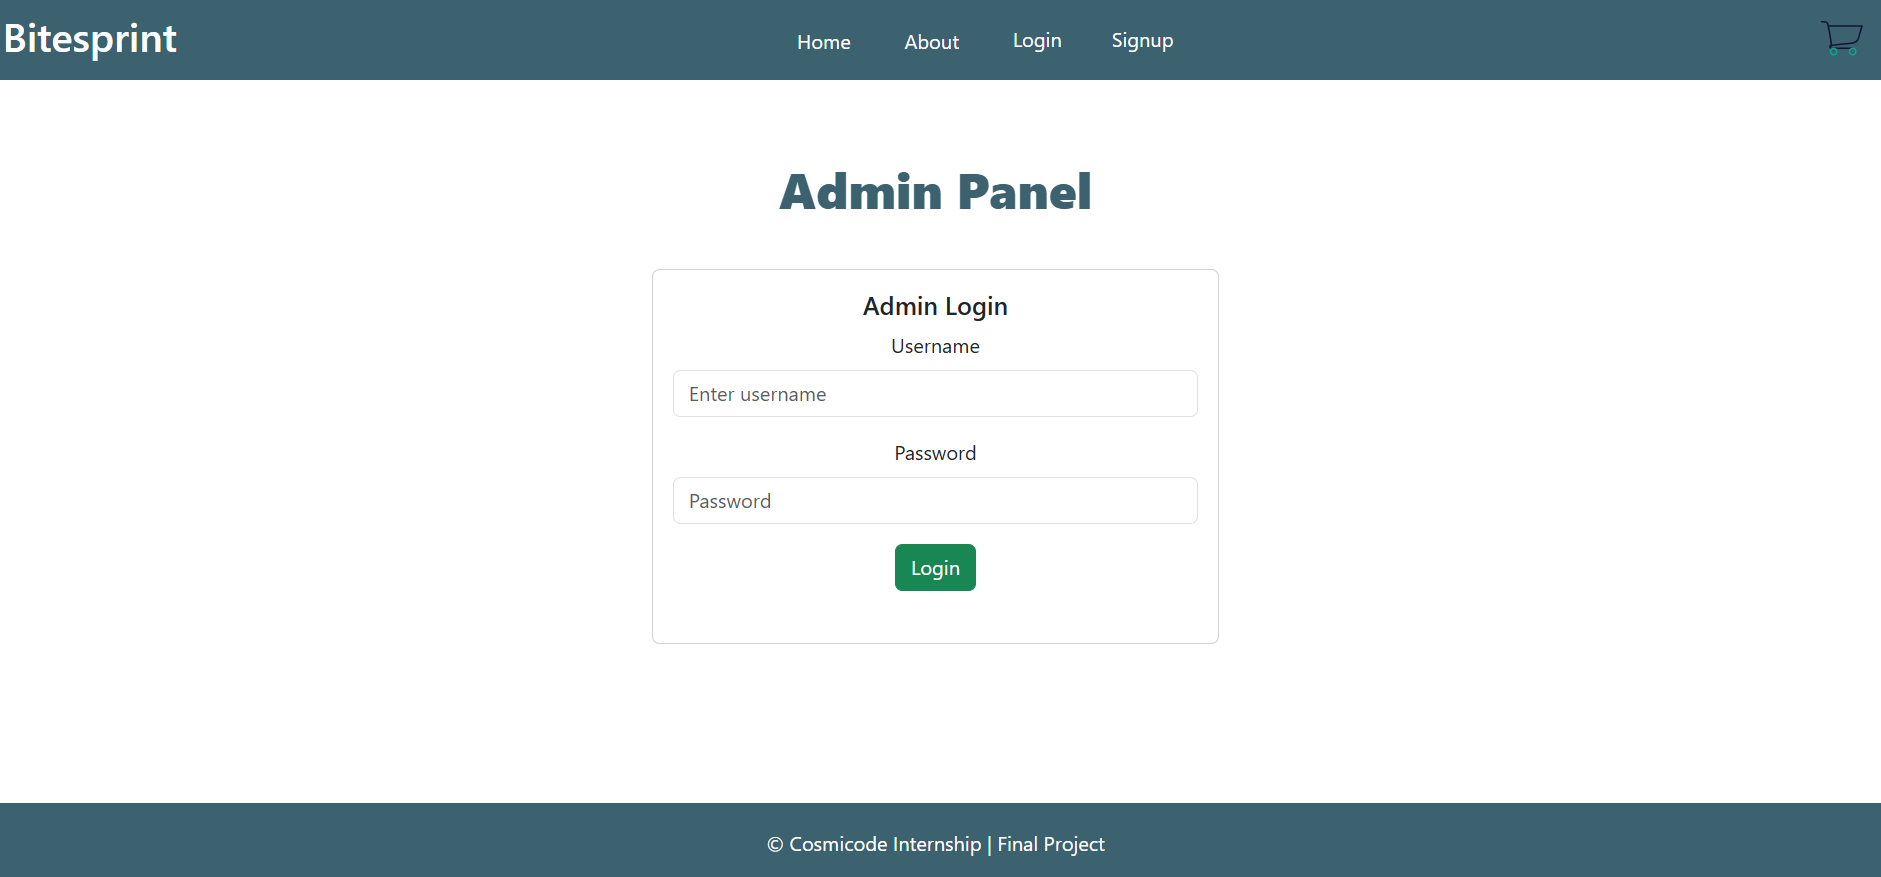 Bitesprint
Home About Login Signup
Admin Panel
Admin Login
Username
Enter username
Password
Password
Login
© Cosmicode Internship | Final Project